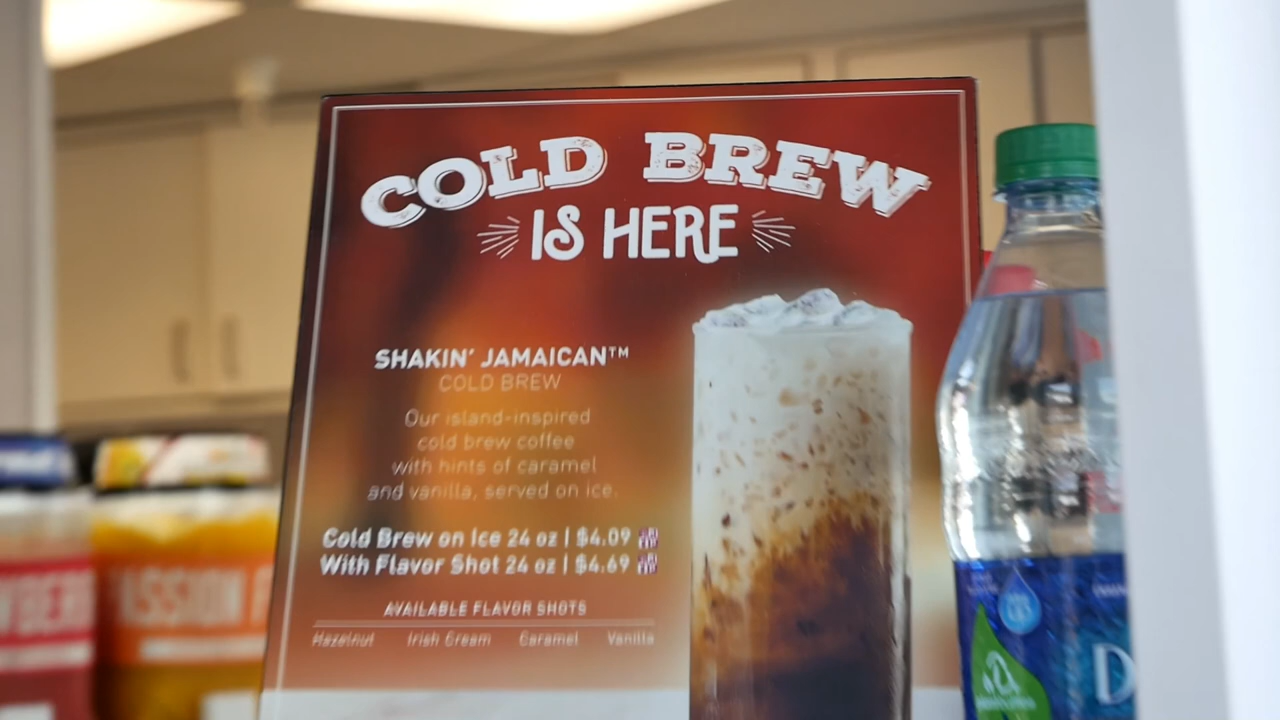 COLD BREW
IS HERE
SHAKIN' JAMAICAN™
COLD BREW
Our island-inspired
cold brew coffee
with hints of caramel
and vanilla, served on ice.
Cold Brew on Ice 24 oz | $4.09
With Flavor Shot 24 oz | $4.69
AVAILABLE FLAVOR SHOTS
Hazelnut Irish Cream Caramel Vanilla